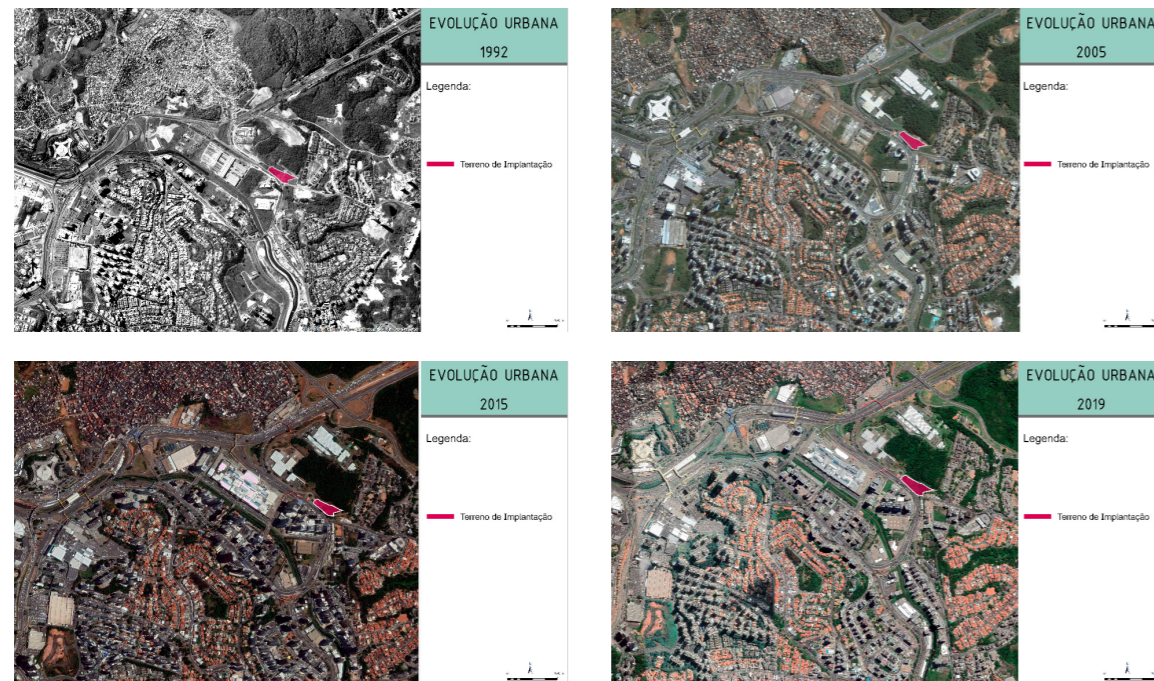 EVOLUÇÃO URBANA
1992
Legenda:
Terreno de Implantação
EVOLUÇÃO URBANA
2005
Legenda:
Terreno de Implantação
EVOLUÇÃO URBANA
2015
Legenda:
Terreno de Implantação
EVOLUÇÃO URBANA
2019
Legenda:
Terreno de Implantação